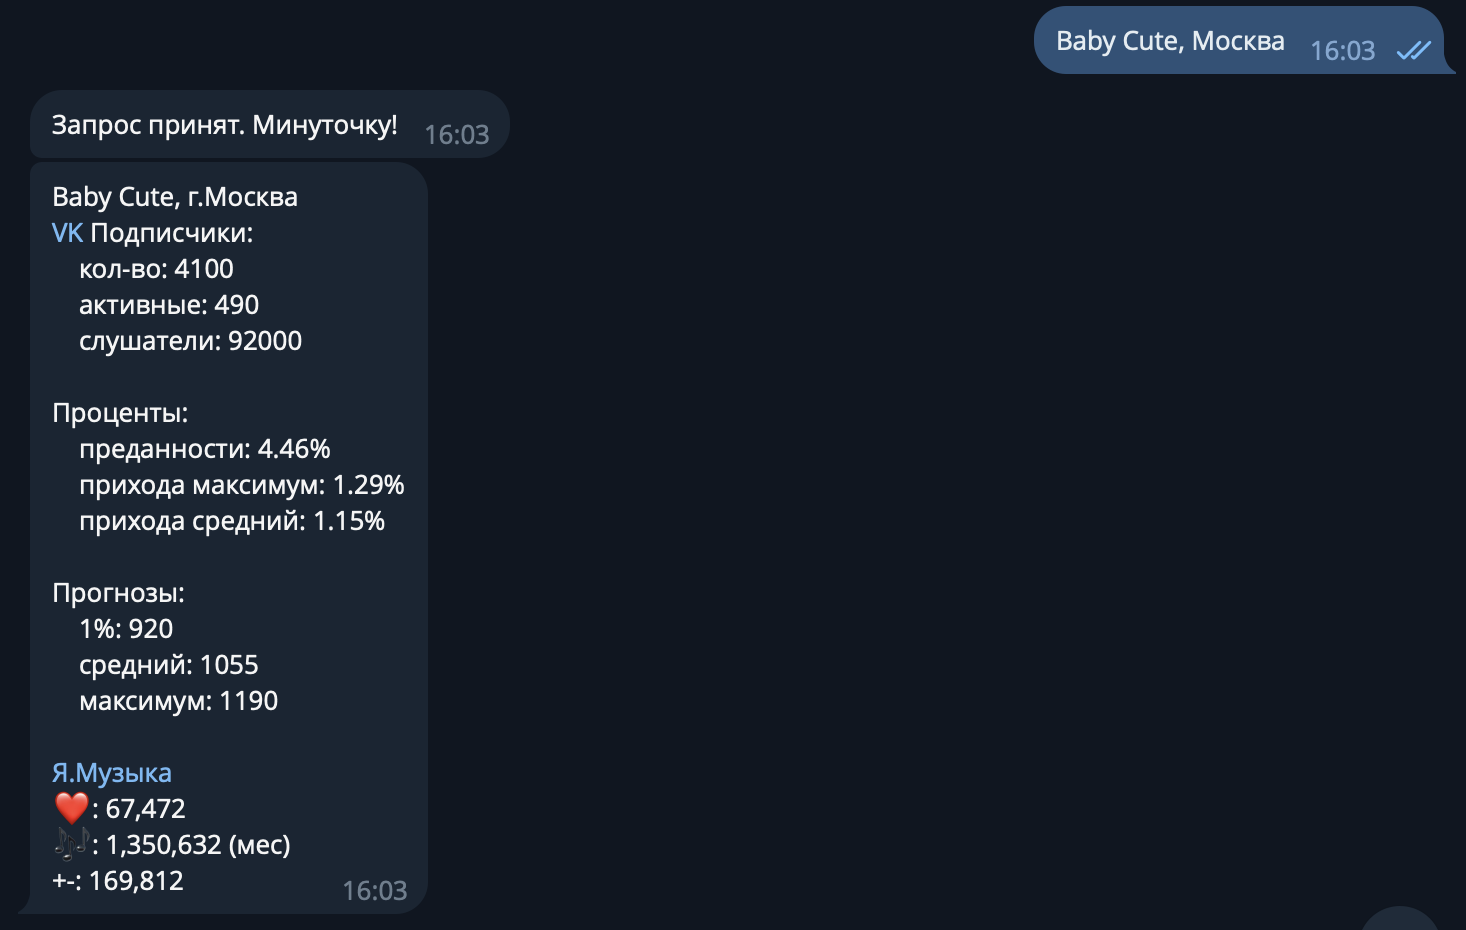 Baby Cute, Москва 16:03
Запрос принят. Минуточку! 16:03
Baby Cute, г.Москва
VK Подписчики:
кол-во: 4100
активные: 490
слушатели: 92000
Проценты:
преданности: 4.46%
прихода максимум: 1.29%
прихода средний: 1.15%
Прогнозы:
1%: 920
средний: 1055
максимум: 1190
Я.Музыка
❤️: 67,472
🎶: 1,350,632 (мес)
+-: 169,812 16:03